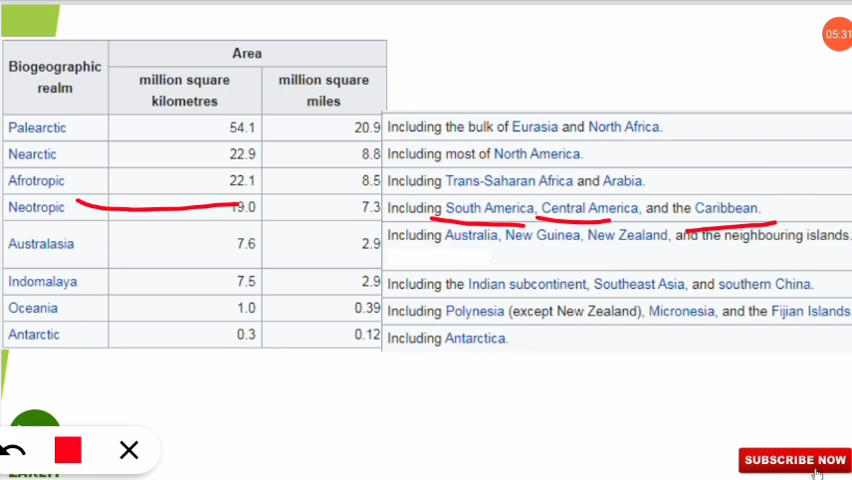 05:31
Biogeographic
realm
Area
million square
kilometres
million square
miles
Palearctic 54.1 20.9 Including the bulk of Eurasia and North Africa.
Nearctic 22.9 8.8 Including most of North America.
Afrotropic 22.1 8.5 Including Trans-Saharan Africa and Arabia.
Neotropic 19.0 7.3 Including South America, Central America, and the Caribbean.
Australasia 7.6 2.9 Including Australia, New Guinea, New Zealand, and the neighbouring islands.
Indomalaya 7.5 2.9 Including the Indian subcontinent, Southeast Asia, and southern China.
Oceania 1.0 0.39 Including Polynesia (except New Zealand), Micronesia, and the Fijian Islands.
Antarctic 0.3 0.12 Including Antarctica.
SUBSCRIBE NOW